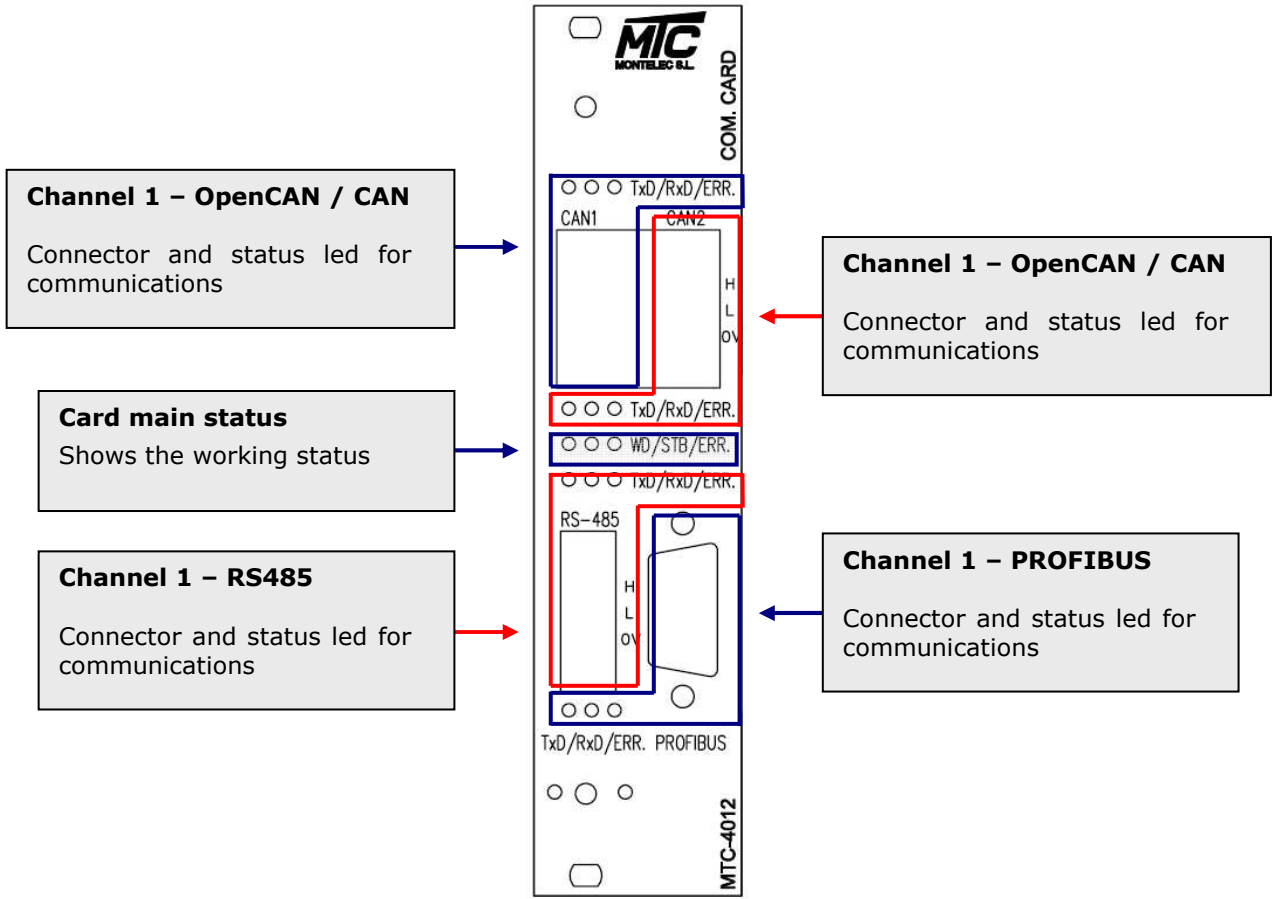 MTC
MONTELEC S.L.
COM. CARD
TxD/RxD/ERR.
CAN1 CAN2
H
L
0V
TxD/RxD/ERR.
WD/STB/ERR.
TxD/RxD/ERR.
RS-485
H
L
0V
TxD/RxD/ERR. PROFIBUS
MTC-4012
Channel 1 – OpenCAN / CAN
Connector and status led for
communications
Card main status
Shows the working status
Channel 1 – RS485
Connector and status led for
communications
Channel 1 – OpenCAN / CAN
Connector and status led for
communications
Channel 1 – PROFIBUS
Connector and status led for
communications